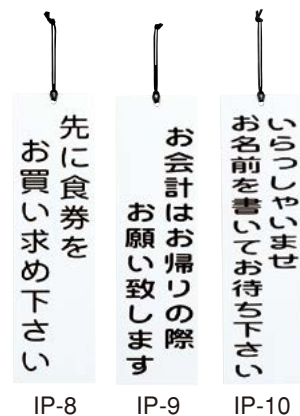 先に食券を
お買い求め下さい
お会計はお帰りの際
お願い致します
いらっしゃいませ
お名前を書いてお待ち下さい
IP-8
IP-9
IP-10